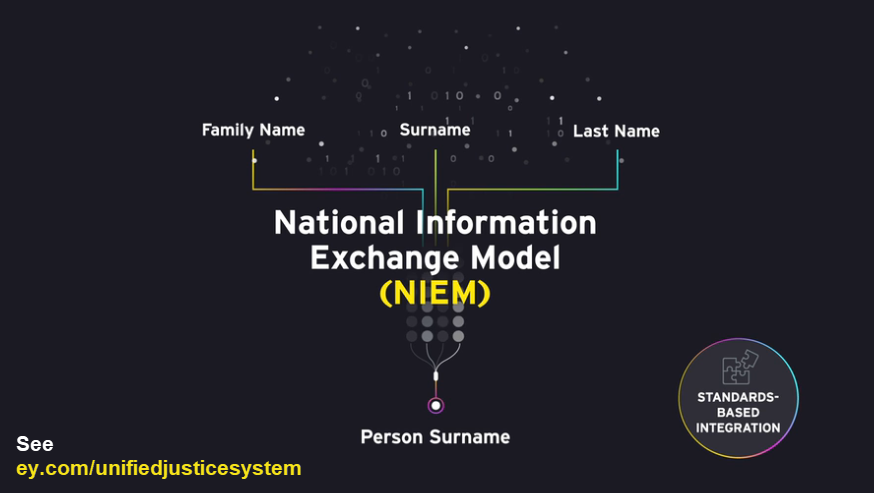 Family Name
Surname
Last Name
National Information
Exchange Model
(NIEM)
STANDARDS-
BASED
INTEGRATION
Person Surname
See
ey.com/unifiedjusticesystem